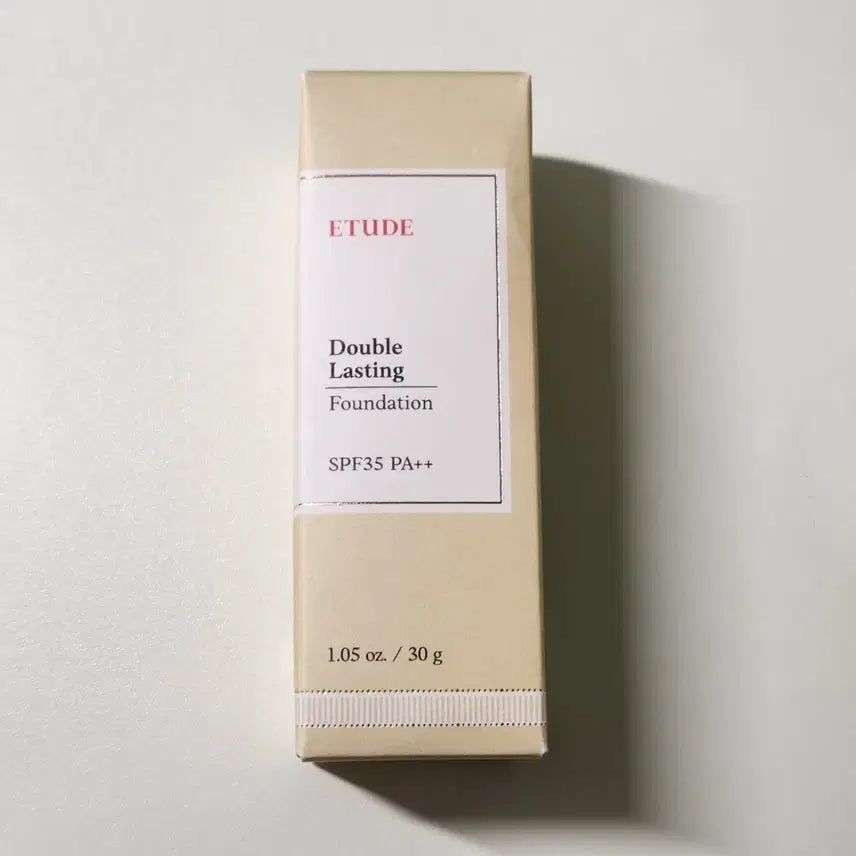 ETUDE
Double
Lasting
Foundation
SPF35 PA++
1.05 oz. / 30 g